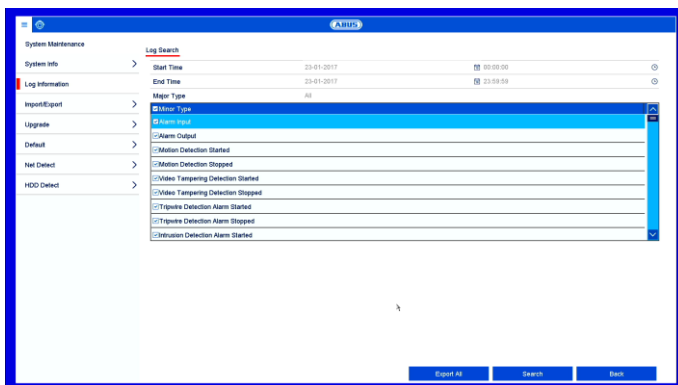 ABUS
System Maintenance
System Info
Log Information
Import/Export
Upgrade
Default
Net Detect
HDD Detect
Log Search
Start Time 23-01-2017 00:00:00
End Time 23-01-2017 23:59:59
Major Type All
Minor Type
Alarm Input
Alarm Output
Motion Detection Started
Motion Detection Stopped
Video Tampering Detection Started
Video Tampering Detection Stopped
Tripwire Detection Alarm Started
Tripwire Detection Alarm Stopped
Intrusion Detection Alarm Started
Export All Search Back